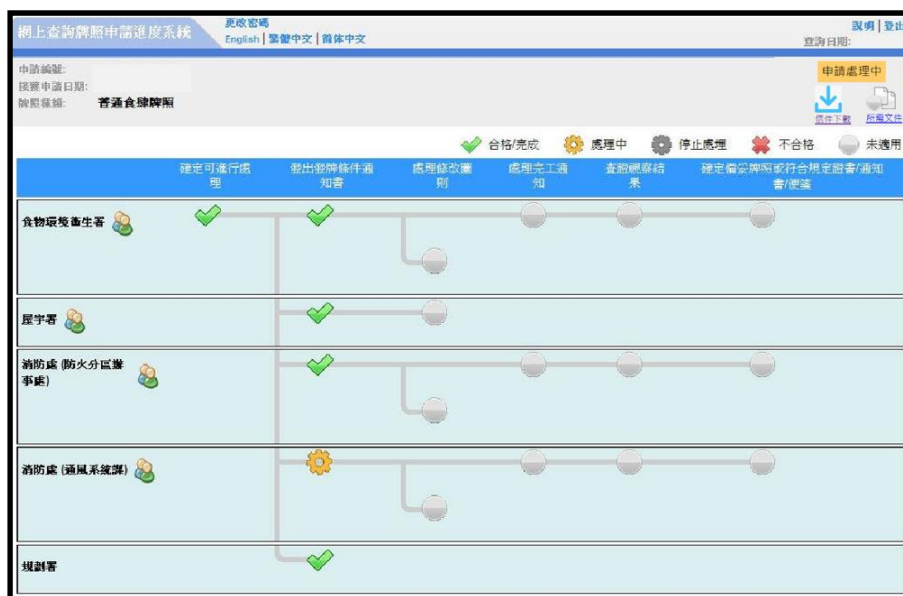 更改密碼
網上查詢牌照申請進度系統
English | 繁體中文 | 简体中文
說明 | 登出
查詢日期:
申請編號:
接獲申請日期:
牌照種類: 普通食肆牌照
申請處理中
信件下載 所需文件
合格/完成 處理中 停止處理 不合格 未適用
確定可進行處理
發出發牌條件通知書
處理修改圖則
處理完工通知
查證視察結果
確定備妥牌照或符合規定證書/通知書/便箋
食物環境衞生署
屋宇署
消防處 (防火分區辦
事處)
消防處 (通風系統課)
規劃署